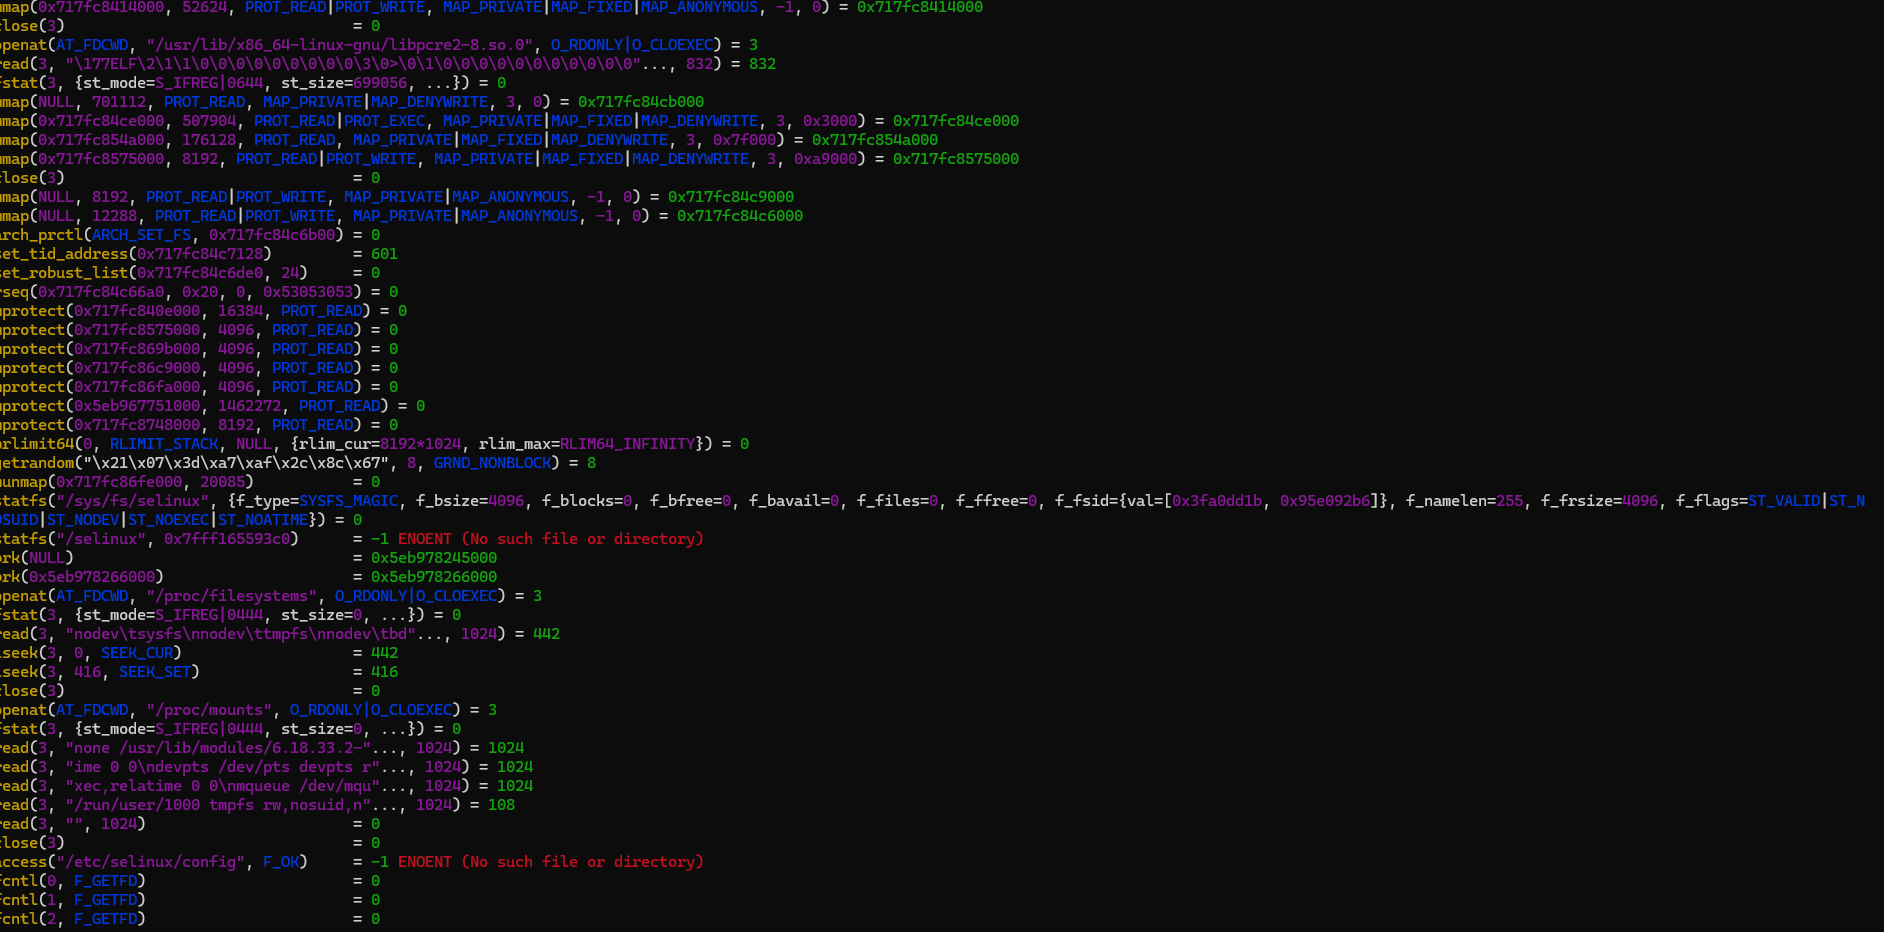 mmap(0x717fc8414000, 52624, PROT_READ|PROT_WRITE, MAP_PRIVATE|MAP_FIXED|MAP_ANONYMOUS, -1, 0) = 0x717fc8414000
close(3)                                = 0
openat(AT_FDCWD, "/usr/lib/x86_64-linux-gnu/libpcre2-8.so.0", O_RDONLY|O_CLOEXEC) = 3
read(3, "\177ELF\2\1\1\0\0\0\0\0\0\0\0\0\3\0>\0\1\0\0\0\0\0\0\0\0\0\0\0"..., 832) = 832
fstat(3, {st_mode=S_IFREG|0644, st_size=699056, ...}) = 0
mmap(NULL, 701112, PROT_READ, MAP_PRIVATE|MAP_DENYWRITE, 3, 0) = 0x717fc84cb000
mmap(0x717fc84ce000, 507904, PROT_READ|PROT_EXEC, MAP_PRIVATE|MAP_FIXED|MAP_DENYWRITE, 3, 0x3000) = 0x717fc84ce000
mmap(0x717fc854a000, 176128, PROT_READ, MAP_PRIVATE|MAP_FIXED|MAP_DENYWRITE, 3, 0x7f000) = 0x717fc854a000
mmap(0x717fc8575000, 8192, PROT_READ|PROT_WRITE, MAP_PRIVATE|MAP_FIXED|MAP_DENYWRITE, 3, 0xa9000) = 0x717fc8575000
close(3)                                = 0
mmap(NULL, 8192, PROT_READ|PROT_WRITE, MAP_PRIVATE|MAP_ANONYMOUS, -1, 0) = 0x717fc84c9000
mmap(NULL, 12288, PROT_READ|PROT_WRITE, MAP_PRIVATE|MAP_ANONYMOUS, -1, 0) = 0x717fc84c6000
arch_prctl(ARCH_SET_FS, 0x717fc84c6b00) = 0
set_tid_address(0x717fc84c7128)         = 601
set_robust_list(0x717fc84c6de0, 24)     = 0
rseq(0x717fc84c66a0, 0x20, 0, 0x53053053) = 0
mprotect(0x717fc840e000, 16384, PROT_READ) = 0
mprotect(0x717fc8575000, 4096, PROT_READ) = 0
mprotect(0x717fc869b000, 4096, PROT_READ) = 0
mprotect(0x717fc86c9000, 4096, PROT_READ) = 0
mprotect(0x717fc86fa000, 4096, PROT_READ) = 0
mprotect(0x5eb967751000, 1462272, PROT_READ) = 0
mprotect(0x717fc8748000, 8192, PROT_READ) = 0
prlimit64(0, RLIMIT_STACK, NULL, {rlim_cur=8192*1024, rlim_max=RLIM64_INFINITY}) = 0
getrandom("\x21\x07\x3d\xa7\xaf\x2c\x8c\x67", 8, GRND_NONBLOCK) = 8
munmap(0x717fc86fe000, 20085)           = 0
statfs("/sys/fs/selinux", {f_type=SYSFS_MAGIC, f_bsize=4096, f_blocks=0, f_bfree=0, f_bavail=0, f_files=0, f_ffree=0, f_fsid={val=[0x3fa0dd1b, 0x95e092b6]}, f_namelen=255, f_frsize=4096, f_flags=ST_VALID|ST_N
OSUID|ST_NODEV|ST_NOEXEC|ST_NOATIME}) = 0
statfs("/selinux", 0x7fff165593c0)      = -1 ENOENT (No such file or directory)
brk(NULL)                               = 0x5eb978245000
brk(0x5eb978266000)                     = 0x5eb978266000
openat(AT_FDCWD, "/proc/filesystems", O_RDONLY|O_CLOEXEC) = 3
fstat(3, {st_mode=S_IFREG|0444, st_size=0, ...}) = 0
read(3, "nodev\tsysfs\nnodev\ttmpfs\nnodev\tbd"..., 1024) = 442
lseek(3, 0, SEEK_CUR)                   = 442
lseek(3, 416, SEEK_SET)                 = 416
close(3)                                = 0
openat(AT_FDCWD, "/proc/mounts", O_RDONLY|O_CLOEXEC) = 3
fstat(3, {st_mode=S_IFREG|0444, st_size=0, ...}) = 0
read(3, "none /usr/lib/modules/6.18.33.2-"..., 1024) = 1024
read(3, "ime 0 0\ndevpts /dev/pts devpts r"..., 1024) = 1024
read(3, "xec,relatime 0 0\nmqueue /dev/mqu"..., 1024) = 1024
read(3, "/run/user/1000 tmpfs rw,nosuid,n"..., 1024) = 108
read(3, "", 1024)                       = 0
close(3)                                = 0
access("/etc/selinux/config", F_OK)     = -1 ENOENT (No such file or directory)
fcntl(0, F_GETFD)                       = 0
fcntl(1, F_GETFD)                       = 0
fcntl(2, F_GETFD)                       = 0